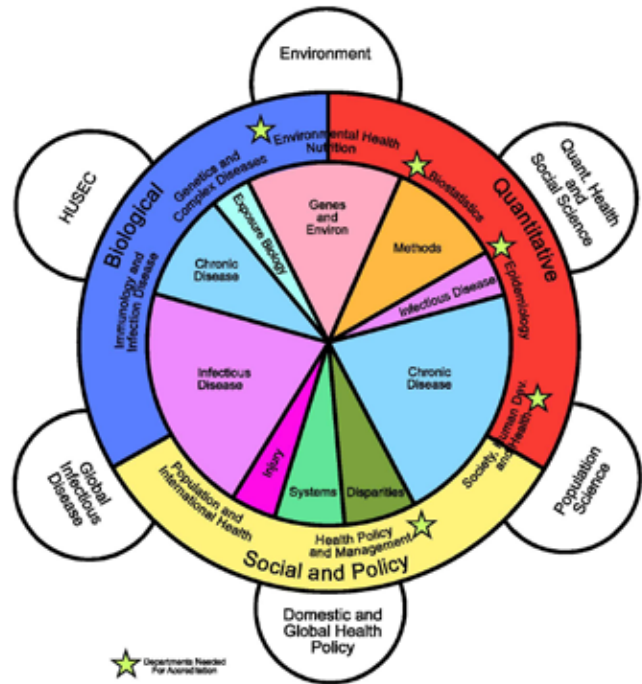 Environment
HUSEC
Quant. Health
and
Social Science
Biological
Quantitative
Environmental Health
Nutrition
Genetics and
Complex Diseases
Biostatistics
Epidemiology
Immunology and
Infection Disease
Genes
and
Environ
Exposure Biology
Methods
Chronic
Disease
Infectious Disease
Infectious
Disease
Chronic
Disease
Injury
Systems
Disparities
Society, Human Dev.
and Health
Population and
International Health
Health Policy
and Management
Social and Policy
Global
Infectious
Disease
Population
Science
Domestic and
Global Health
Policy
Departments Needed
For Accreditation